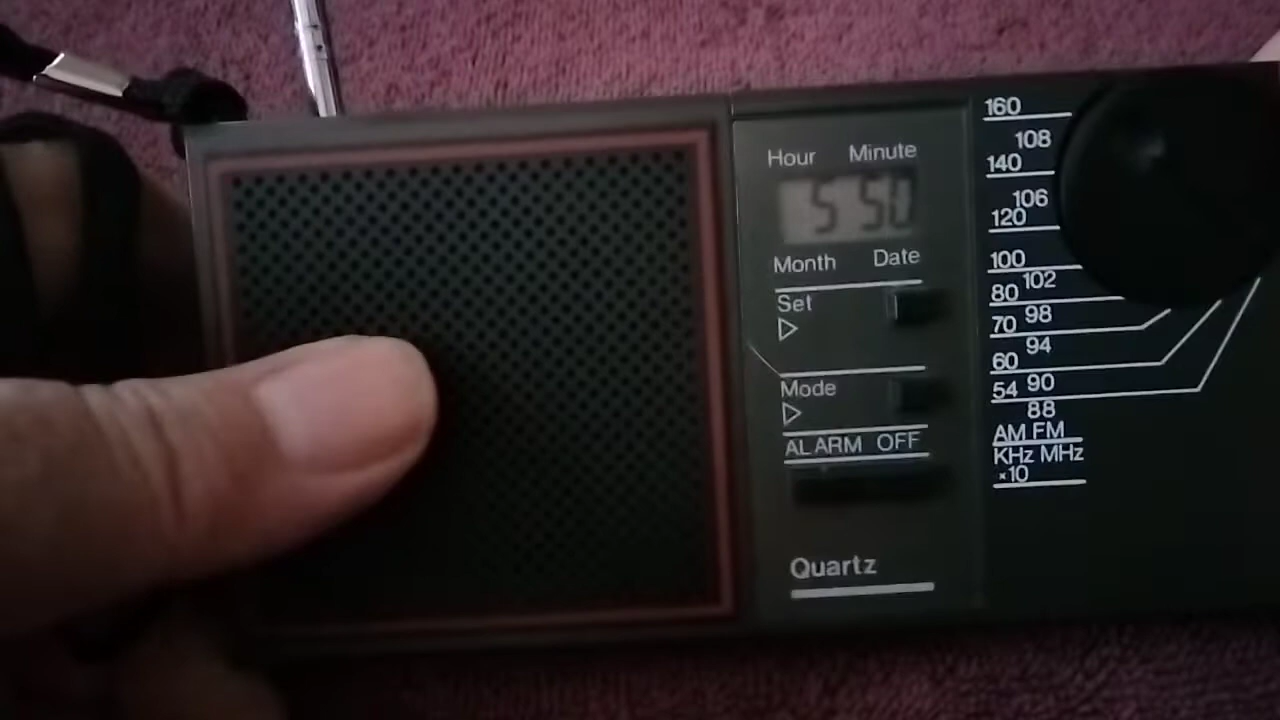 Hour Minute
5 50
Month Date
Set
Mode
ALARM OFF
Quartz
160
108
140
106
120
100
102
80
98
70
94
60
90
54
88
AM FM
KHz MHz
×10